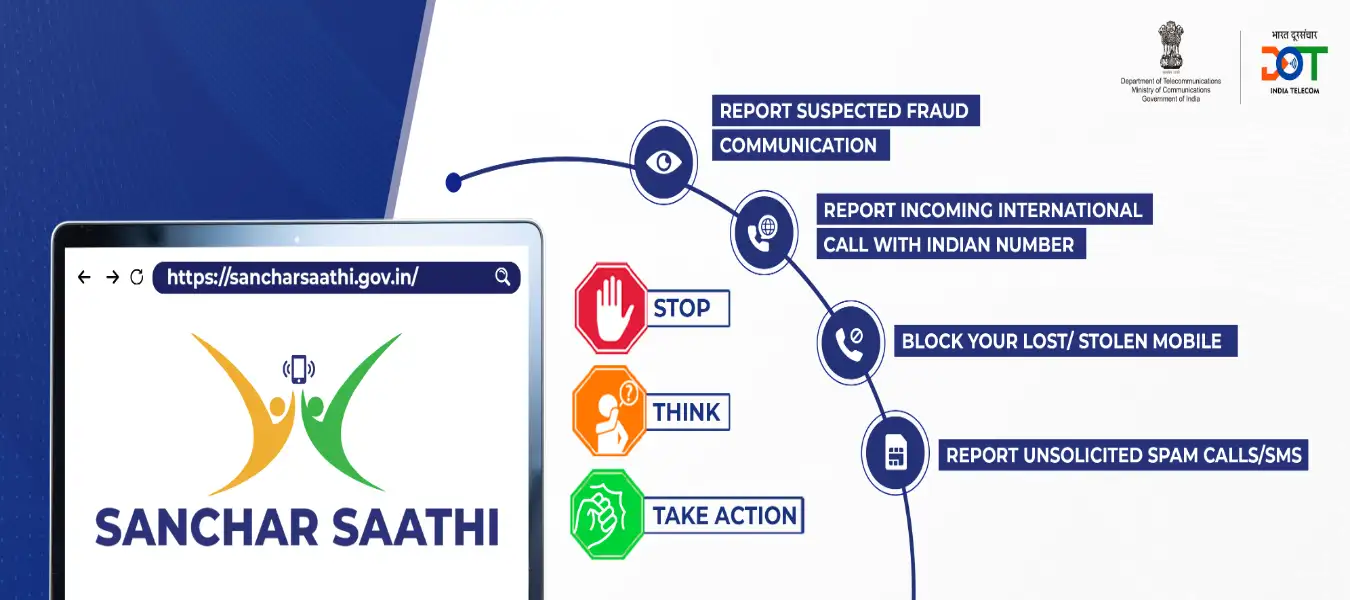 Department of Telecommunications
Ministry of Communications
Government of India
भारत दूरसंचार
DOT
INDIA TELECOM
REPORT SUSPECTED FRAUD
COMMUNICATION
REPORT INCOMING INTERNATIONAL
CALL WITH INDIAN NUMBER
BLOCK YOUR LOST/ STOLEN MOBILE
REPORT UNSOLICITED SPAM CALLS/SMS
STOP
THINK
TAKE ACTION
https://sancharsaathi.gov.in/
SANCHAR SAATHI